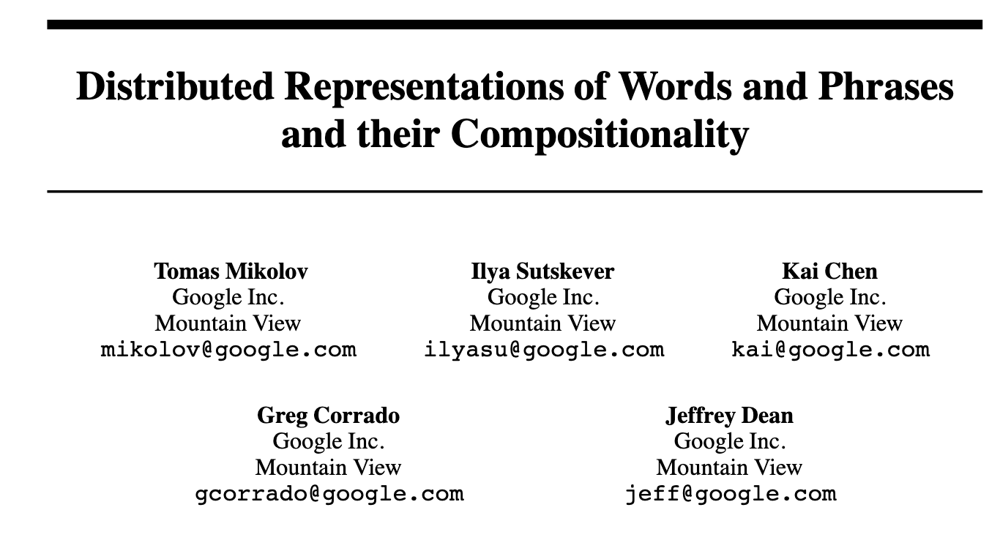 Distributed Representations of Words and Phrases
and their Compositionality
Tomas Mikolov
Google Inc.
Mountain View
mikolov@google.com
Ilya Sutskever
Google Inc.
Mountain View
ilyasu@google.com
Kai Chen
Google Inc.
Mountain View
kai@google.com
Greg Corrado
Google Inc.
Mountain View
gcorrado@google.com
Jeffrey Dean
Google Inc.
Mountain View
jeff@google.com